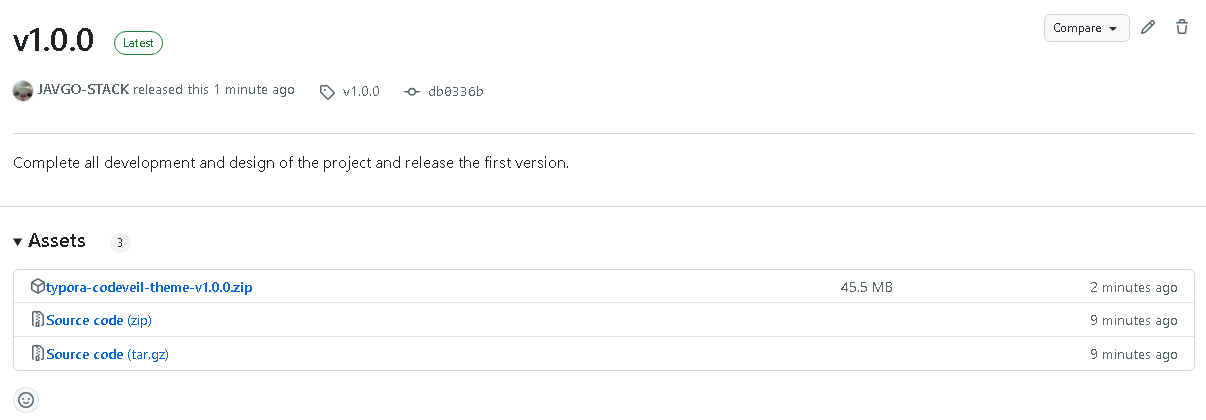 v1.0.0 Latest Compare
JAVGO-STACK released this 1 minute ago v1.0.0 db0336b
Complete all development and design of the project and release the first version.
Assets 3
typora-codeveil-theme-v1.0.0.zip 45.5 MB 2 minutes ago
Source code (zip) 9 minutes ago
Source code (tar.gz) 9 minutes ago